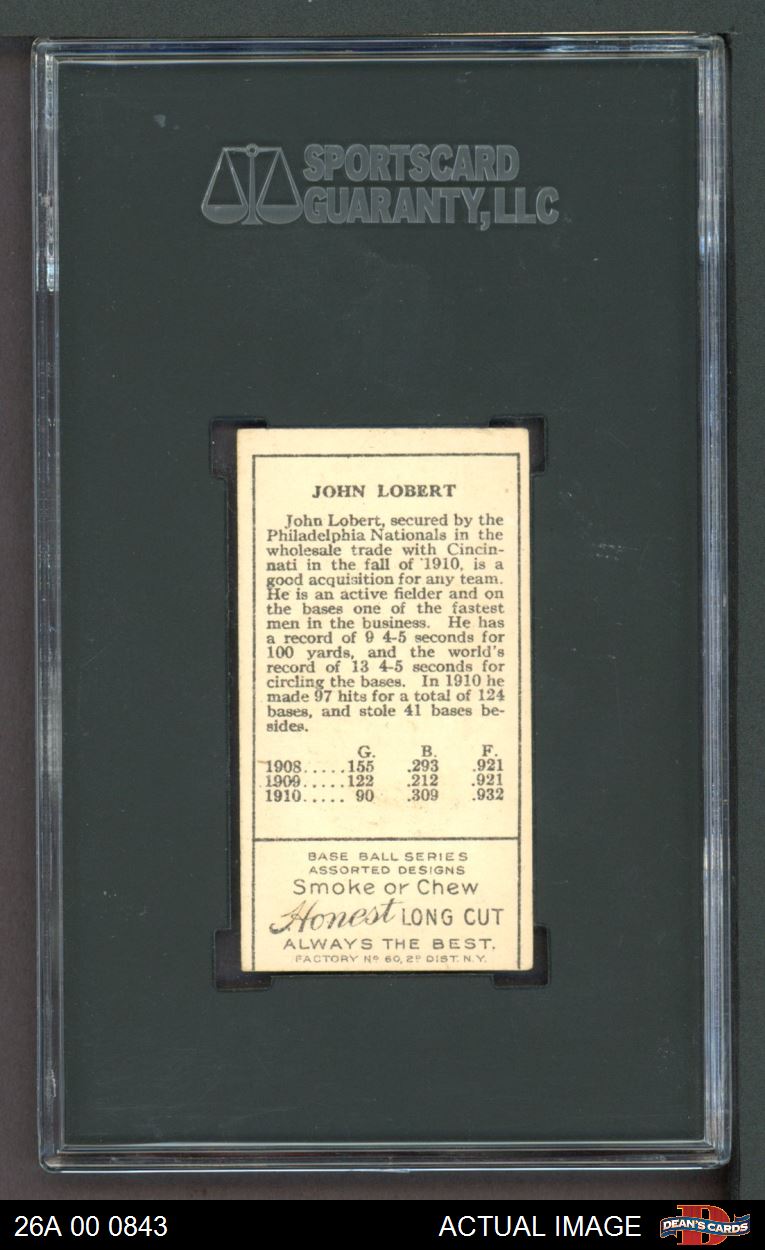 SPORTSCARD
GUARANTY, LLC
JOHN LOBERT
John Lobert, secured by the
Philadelphia Nationals in the
wholesale trade with Cincin-
nati in the fall of '1910, is a
good acquisition for any team.
He is an active fielder and on
the bases one of the fastest
men in the business. He has
a record of 9 4-5 seconds for
100 yards, and the world's
record of 13 4-5 seconds for
circling the bases. In 1910 he
made 97 hits for a total of 124
bases, and stole 41 bases be-
sides.
G. B. F.
1908.....155 .293 .921
1909.....122 .212 .921
1910..... 90 .309 .932
BASE BALL SERIES
ASSORTED DESIGNS
Smoke or Chew
Honest LONG CUT
ALWAYS THE BEST.
FACTORY Nº 60, 2ᴰ DIST. N.Y.
26A 00 0843 ACTUAL IMAGE DEAN'S CARDS